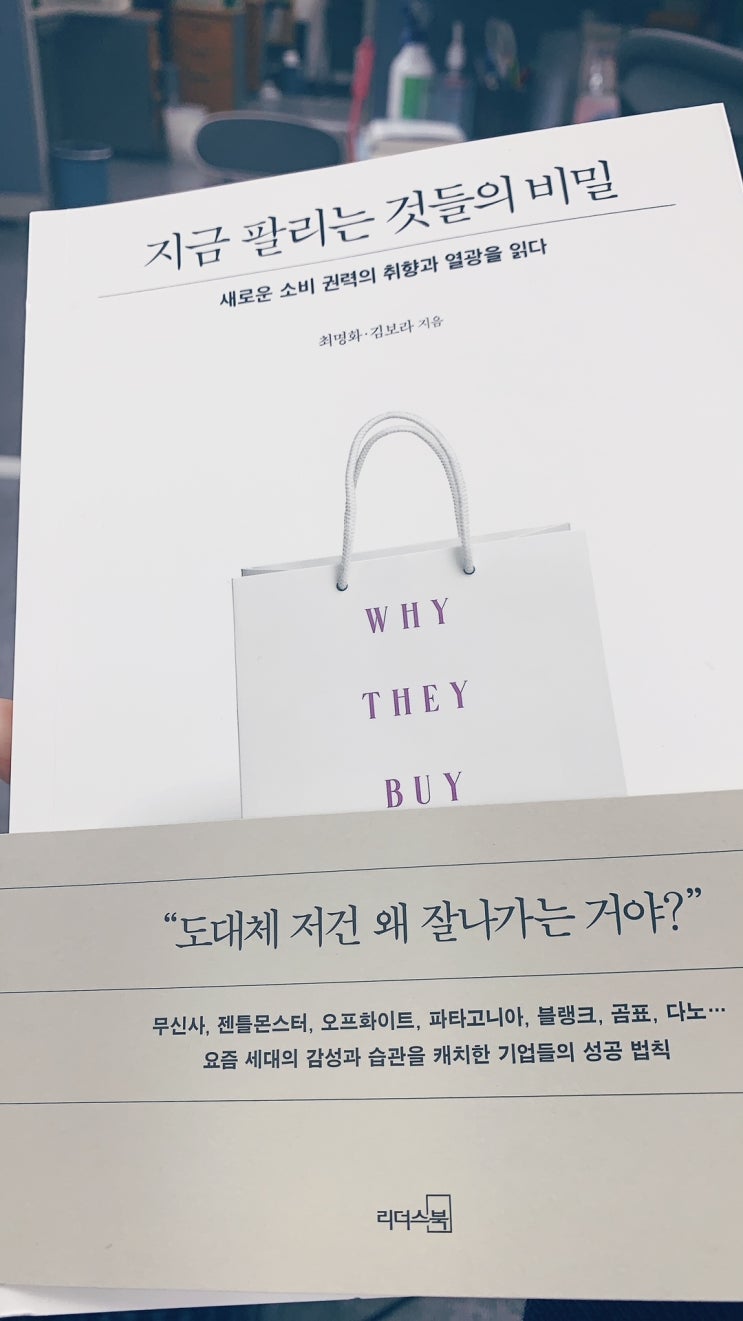 지금 팔리는 것들의 비밀
새로운 소비 권력의 취향과 열광을 읽다
최명화·김보라 지음
WHY
THEY
BUY
“도대체 저건 왜 잘나가는 거야?”
무신사, 젠틀몬스터, 오프화이트, 파타고니아, 블랭크, 곰표, 다노…
요즘 세대의 감성과 습관을 캐치한 기업들의 성공 법칙
리더스북